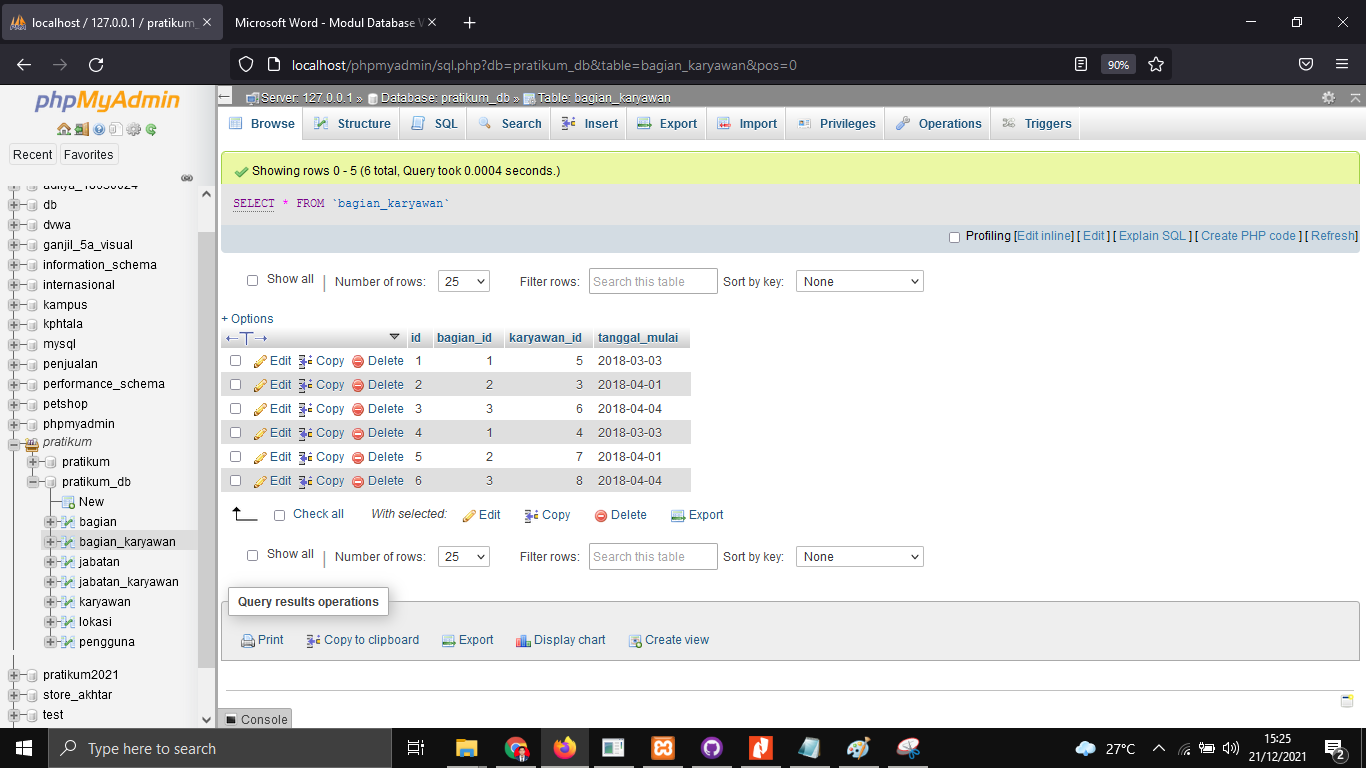 localhost / 127.0.0.1 / pratikum_
Microsoft Word - Modul Database V
localhost/phpmyadmin/sql.php?db=pratikum_db&table=bagian_karyawan&pos=0
90%
phpMyAdmin
Recent
Favorites
aditya_18050024
db
dvwa
ganjil_5a_visual
information_schema
internasional
kampus
kphtala
mysql
penjualan
performance_schema
petshop
phpmyadmin
pratikum
pratikum
pratikum_db
New
bagian
bagian_karyawan
jabatan
jabatan_karyawan
karyawan
lokasi
pengguna
pratikum2021
store_akhtar
test
Server: 127.0.0.1 » Database: pratikum_db » Table: bagian_karyawan
Browse Structure SQL Search Insert Export Import Privileges Operations Triggers
Showing rows 0 - 5 (6 total, Query took 0.0004 seconds.)
SELECT * FROM `bagian_karyawan`
Profiling [Edit inline] [ Edit ] [ Explain SQL ] [ Create PHP code ] [ Refresh]
Show all | Number of rows: 25 Filter rows: Search this table Sort by key: None
+ Options
←T→ id bagian_id karyawan_id tanggal_mulai
Edit Copy Delete 1 1 5 2018-03-03
Edit Copy Delete 2 2 3 2018-04-01
Edit Copy Delete 3 3 6 2018-04-04
Edit Copy Delete 4 1 4 2018-03-03
Edit Copy Delete 5 2 7 2018-04-01
Edit Copy Delete 6 3 8 2018-04-04
Check all With selected: Edit Copy Delete Export
Show all | Number of rows: 25 Filter rows: Search this table Sort by key: None
Query results operations
Print Copy to clipboard Export Display chart Create view
Console
Type here to search
27°C
15:25
21/12/2021
2